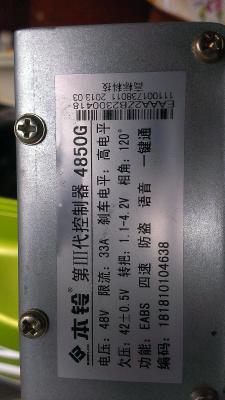 高标科技
11001738011 2013.03
EAAA2ZB2300418
本铃® 第III代控制器 4850G
电压：48V 限流：33A 刹车电平：高电平
欠压：42±0.5V 转把：1.1-4.2V 相角：120°
功能：EABS 四速 防盗 语音 一键通
编码：181810104638